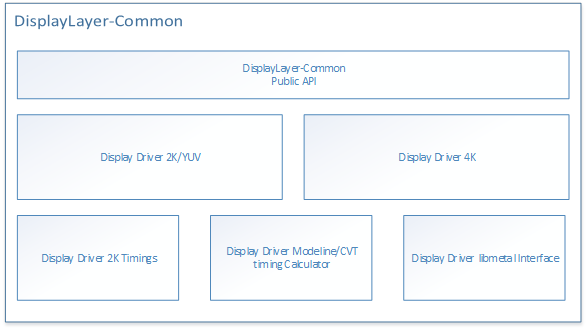 DisplayLayer-Common
DisplayLayer-Common
Public API
Display Driver 2K/YUV
Display Driver 4K
Display Driver 2K Timings
Display Driver Modeline/CVT
timing Calculator
Display Driver libmetal Interface